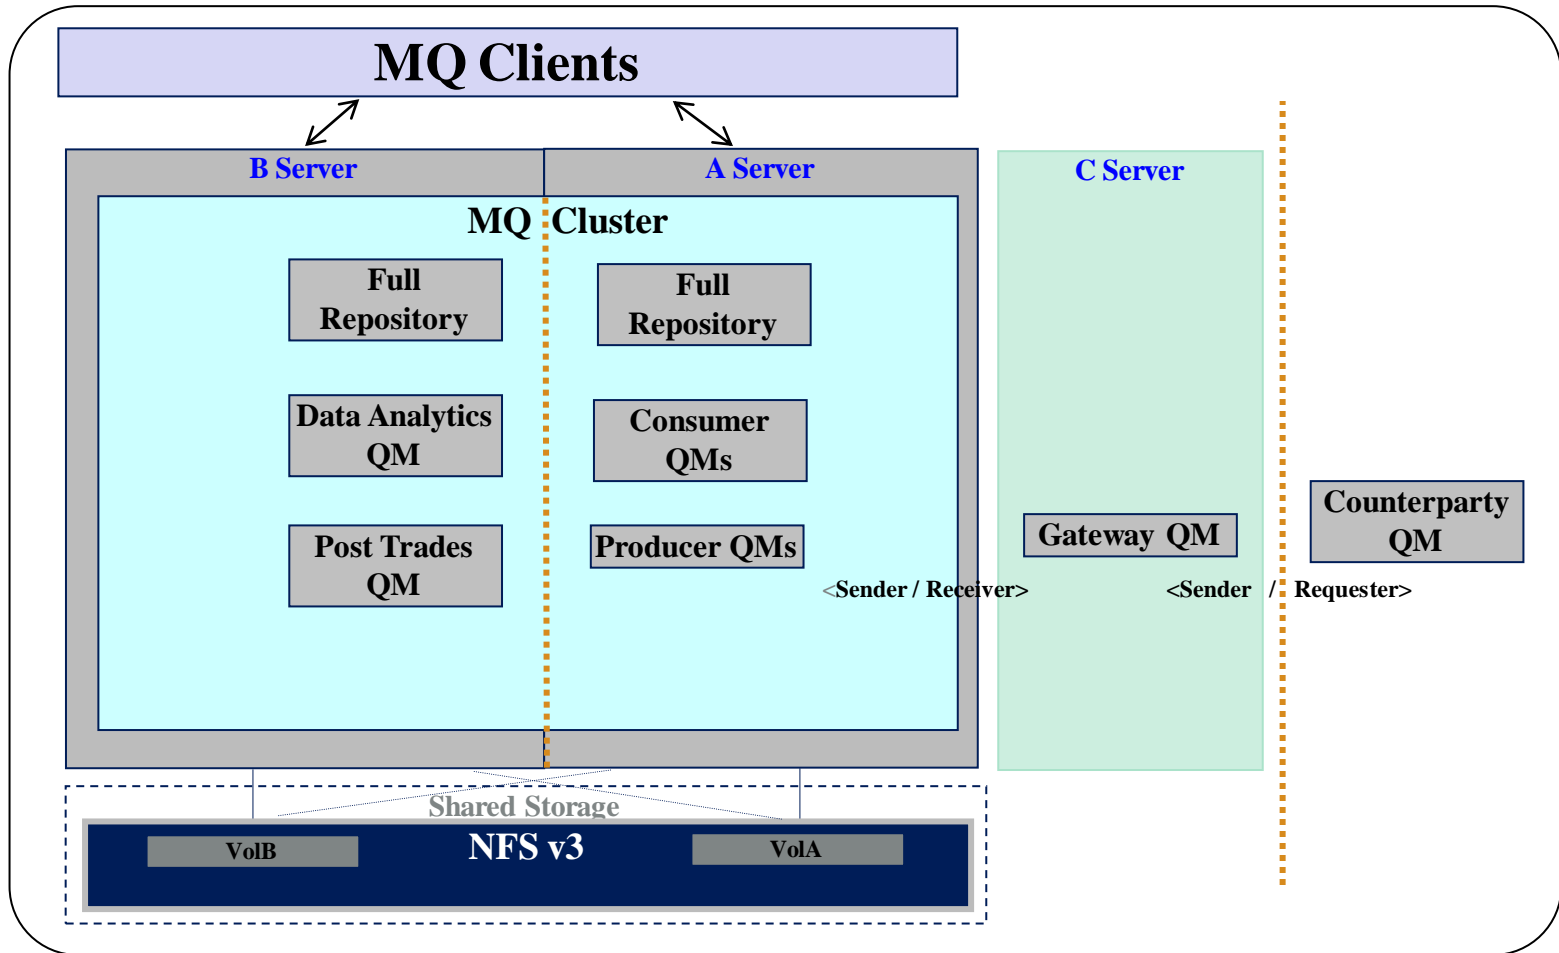 MQ Clients
B Server
A Server
C Server
MQ Cluster
Full
Repository
Full
Repository
Data Analytics
QM
Consumer
QMs
Post Trades
QM
Producer QMs
Gateway QM
Counterparty
QM
<Sender / Receiver>
<Sender / Requester>
Shared Storage
NFS v3
VolB
VolA